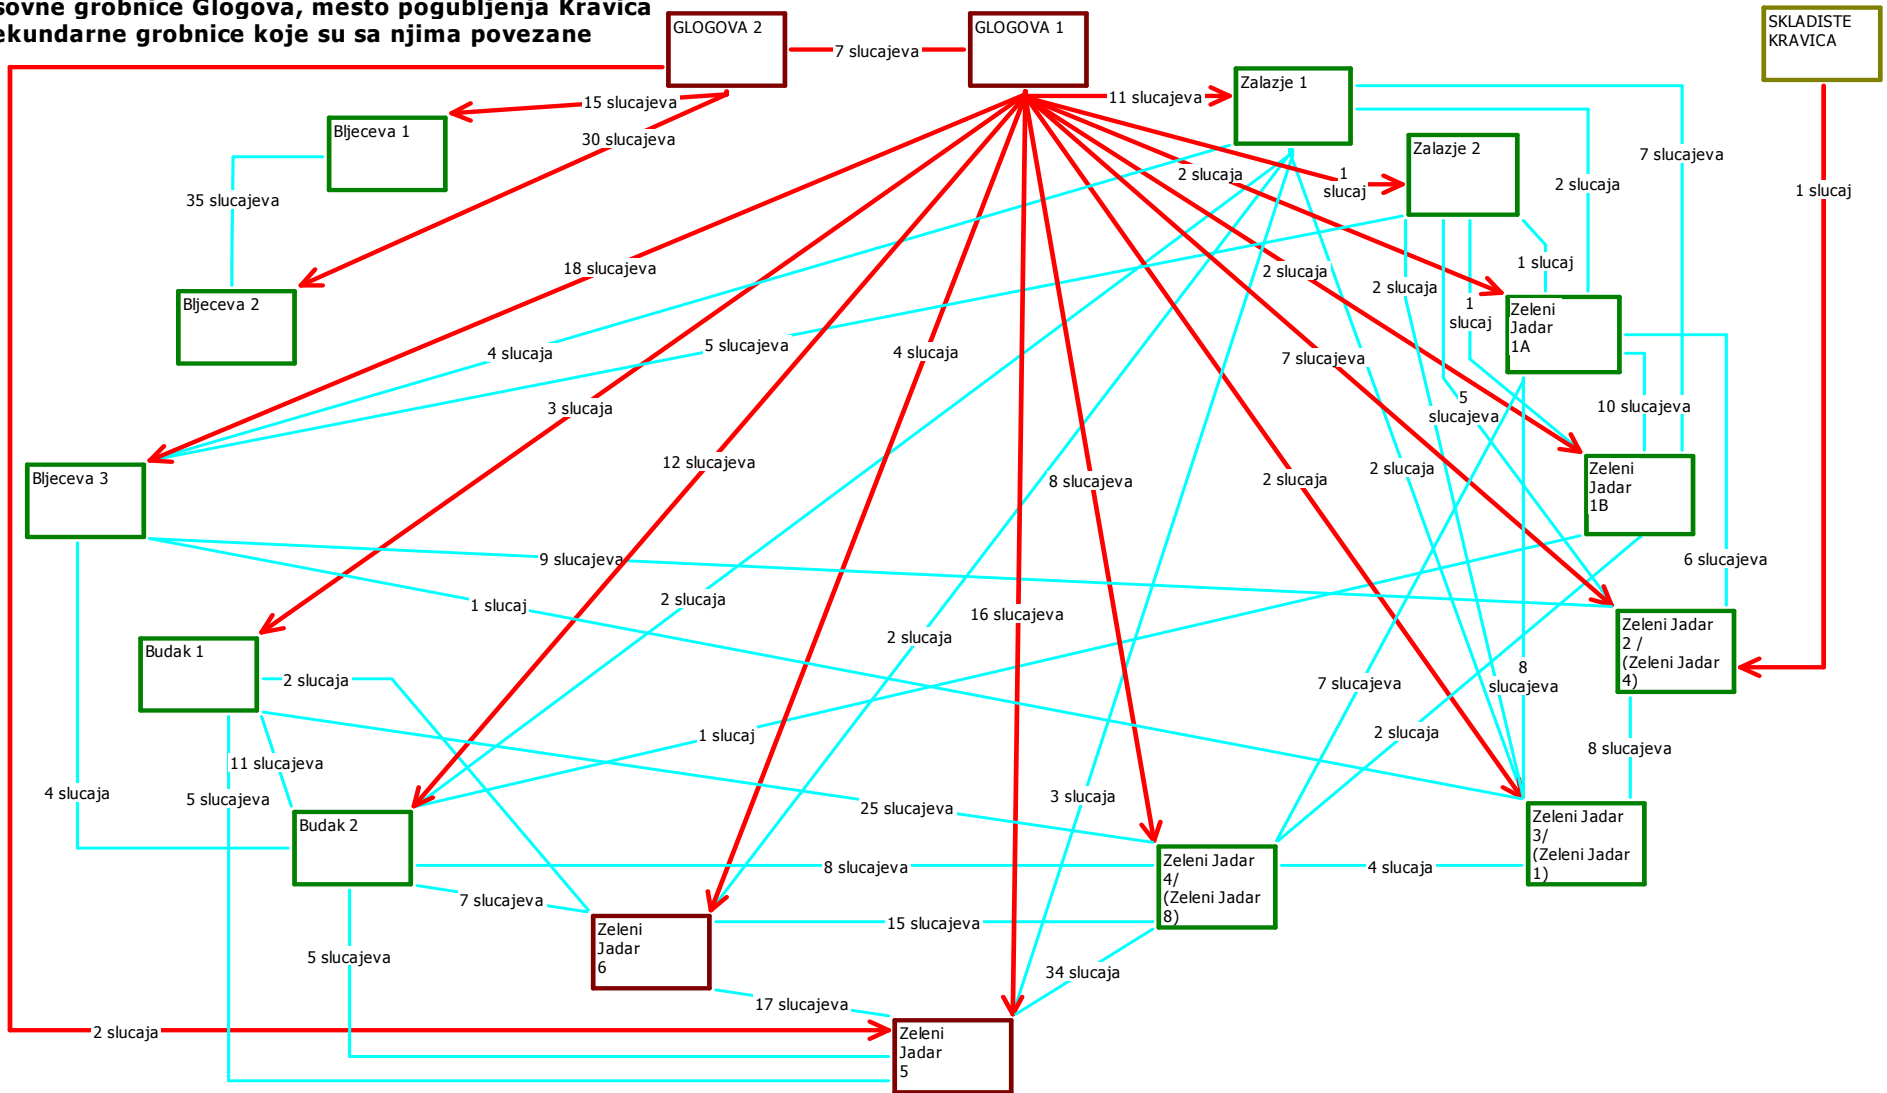 sovne grobnice Glogova, mesto pogubljenja Kravica
ekundarne grobnice koje su sa njima povezane
GLOGOVA 2
7 slucajeva
GLOGOVA 1
SKLADISTE
KRAVICA
15 slucajeva
30 slucajeva
11 slucajeva
Zalazje 1
Bljeceva 1
Zalazje 2
7 slucajeva
2 slucaja
1
slucaj
2 slucaja
1 slucaj
35 slucajeva
18 slucajeva
2 slucaja
2 slucaja
1 slucaj
Bljeceva 2
1
slucaj
Zeleni
Jadar
1A
4 slucaja
5 slucajeva
4 slucaja
7 slucajeva
3 slucaja
5
slucajeva
10 slucajeva
12 slucajeva
8 slucajeva
2 slucaja
2 slucaja
Bljeceva 3
Zeleni
Jadar
1B
9 slucajeva
6 slucajeva
1 slucaj
2 slucaja
16 slucajeva
2 slucaja
Zeleni Jadar
2 /
(Zeleni Jadar
4)
Budak 1
2 slucaja
7 slucajeva
8
slucajeva
1 slucaj
2 slucaja
8 slucajeva
11 slucajeva
4 slucaja
5 slucajeva
25 slucajeva
3 slucaja
Budak 2
Zeleni Jadar
3/
(Zeleni Jadar
1)
8 slucajeva
Zeleni Jadar
4/
(Zeleni Jadar
8)
4 slucaja
7 slucajeva
15 slucajeva
Zeleni
Jadar
6
5 slucajeva
34 slucaja
17 slucajeva
2 slucaja
Zeleni
Jadar
5